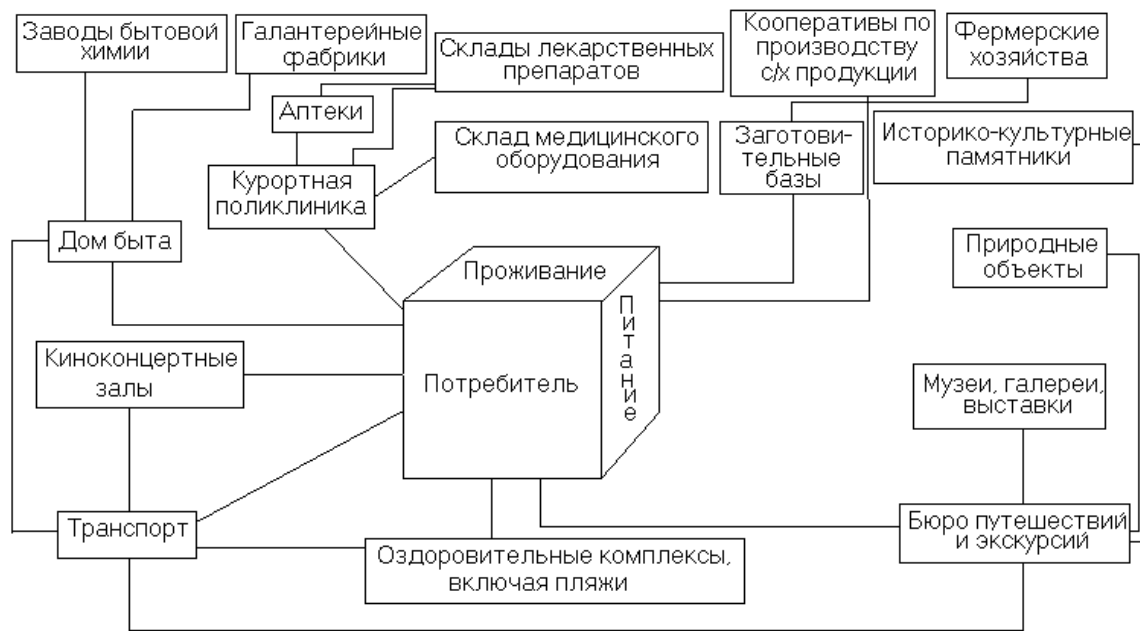 Заводы бытовой
химии
Галантерейные
фабрики
Склады лекарственных
препаратов
Кооперативы по
производству
с/х продукции
Фермерские
хозяйства
Аптеки
Склад медицинского
оборудования
Заготови-
тельные
базы
Историко-культурные
памятники
Курортная
поликлиника
Дом быта
Природные
объекты
Проживание
Питание
Потребитель
Киноконцертные
залы
Музеи, галереи,
выставки
Транспорт
Бюро путешествий
и экскурсий
Оздоровительные комплексы,
включая пляжи